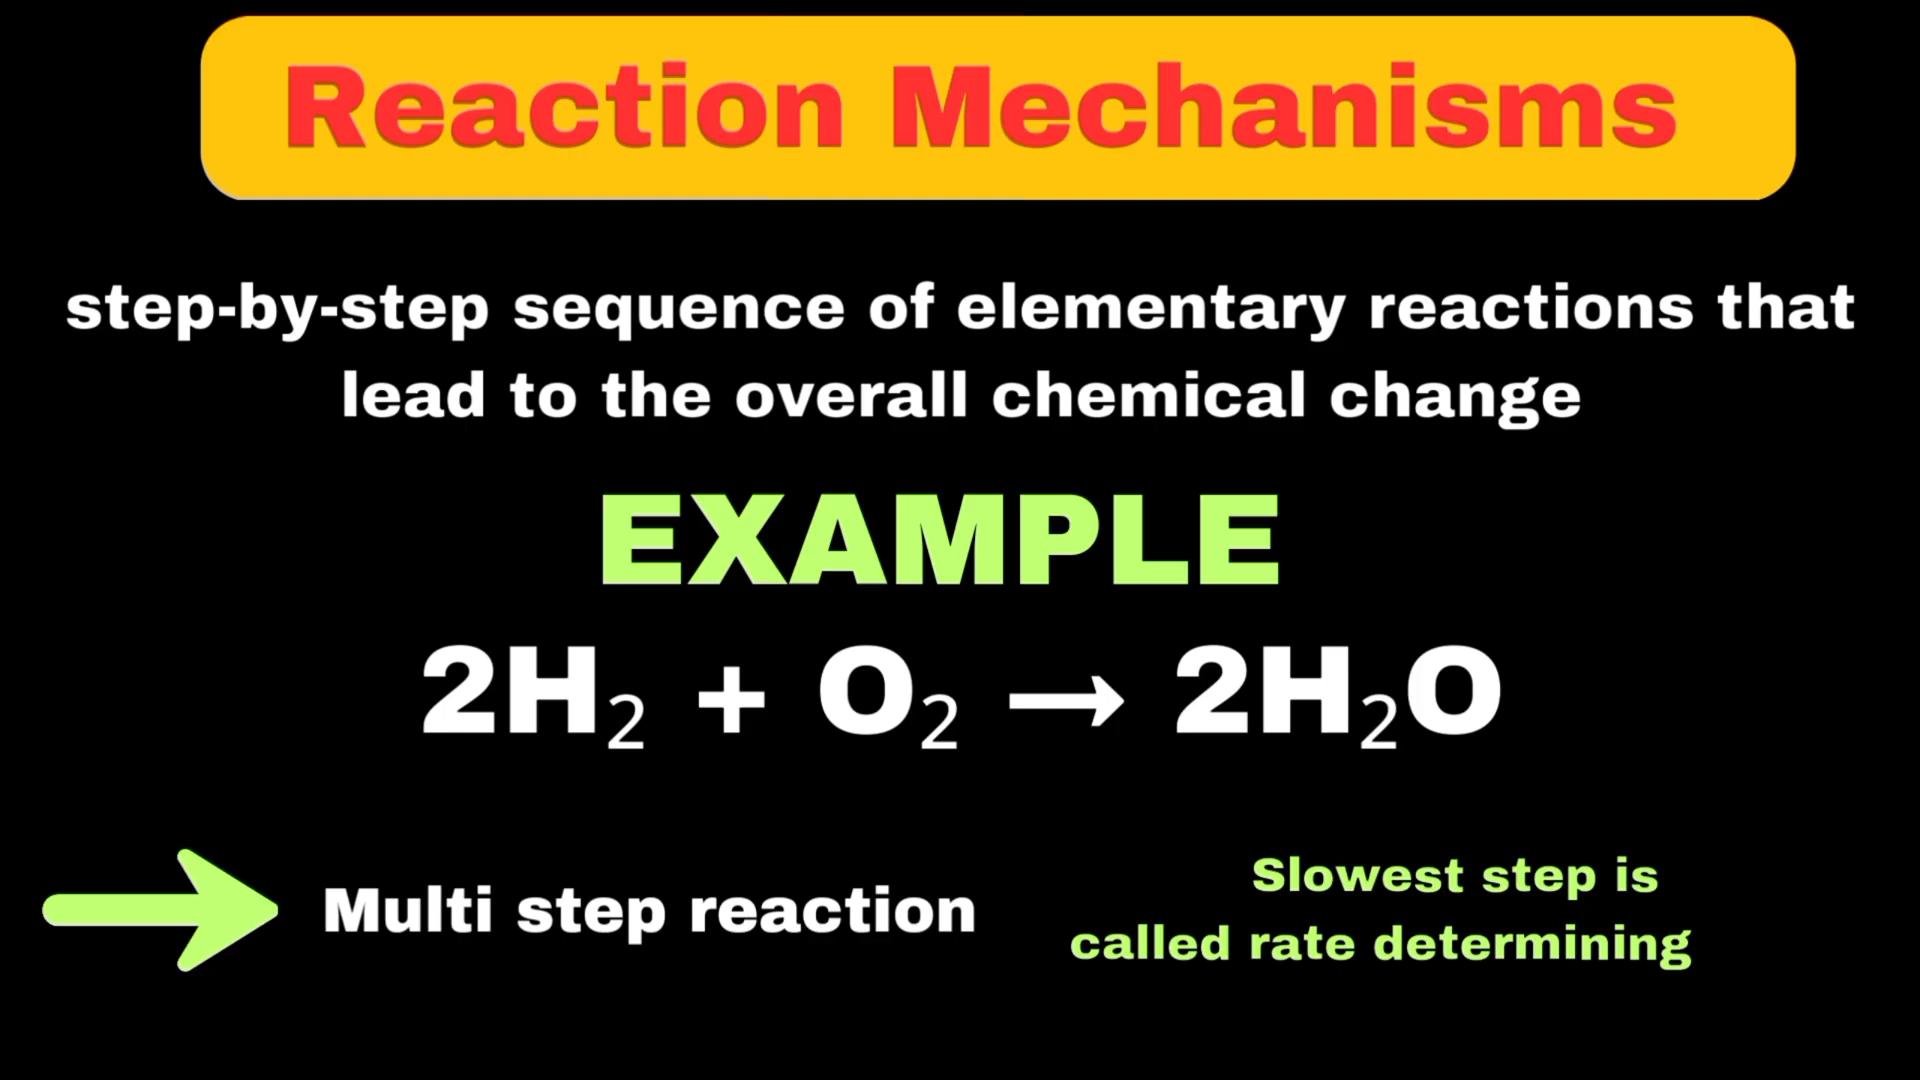 Reaction Mechanisms
step-by-step sequence of elementary reactions that
lead to the overall chemical change
EXAMPLE
2H₂ + O₂ → 2H₂O
Multi step reaction
Slowest step is
called rate determining